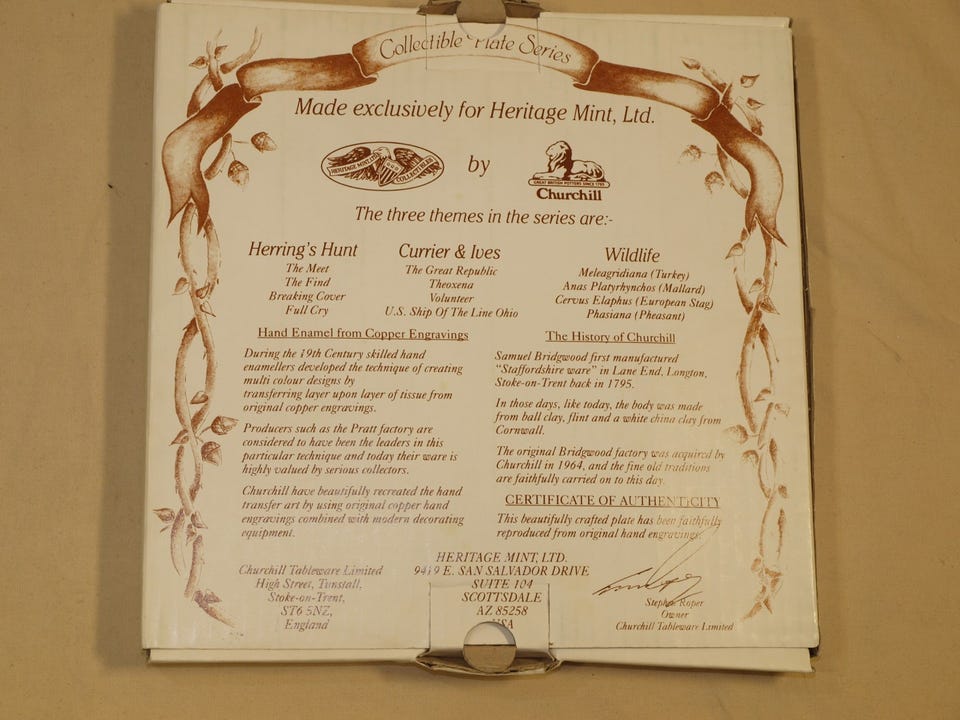 Collectible Plate Series
Made exclusively for Heritage Mint, Ltd.
HERITAGE MINT, LTD.
COLLECTIBLES
by
GREAT BRITISH POTTERS SINCE 1795
Churchill
The three themes in the series are:-
Herring's Hunt
The Meet
The Find
Breaking Cover
Full Cry
Currier & Ives
The Great Republic
Theoxena
Volunteer
U.S. Ship Of The Line Ohio
Wildlife
Meleagridiana (Turkey)
Anas Platyrhynchos (Mallard)
Cervus Elaphus (European Stag)
Phasiana (Pheasant)
Hand Enamel from Copper Engravings
During the 19th Century skilled hand
enamellers developed the technique of creating
multi colour designs by
transferring layer upon layer of tissue from
original copper engravings.
Producers such as the Pratt factory are
considered to have been the leaders in this
particular technique and today their ware is
highly valued by serious collectors.
Churchill have beautifully recreated the hand
transfer art by using original copper hand
engravings combined with modern decorating
equipment.
The History of Churchill
Samuel Bridgwood first manufactured
"Staffordshire ware" in Lane End, Longton,
Stoke-on-Trent back in 1795.
In those days, like today, the body was made
from ball clay, flint and a white china clay from
Cornwall.
The original Bridgwood factory was acquired by
Churchill in 1964, and the fine old traditions
are faithfully carried on to this day.
CERTIFICATE OF AUTHENTICITY
This beautifully crafted plate has been faithfully
reproduced from original hand engravings.
Churchill Tableware Limited
High Street, Tunstall,
Stoke-on-Trent,
ST6 5NZ,
England
HERITAGE MINT, LTD.
9419 E. SAN SALVADOR DRIVE
SUITE 104
SCOTTSDALE
AZ 85258
USA
Stephen Roper
Owner
Churchill Tableware Limited